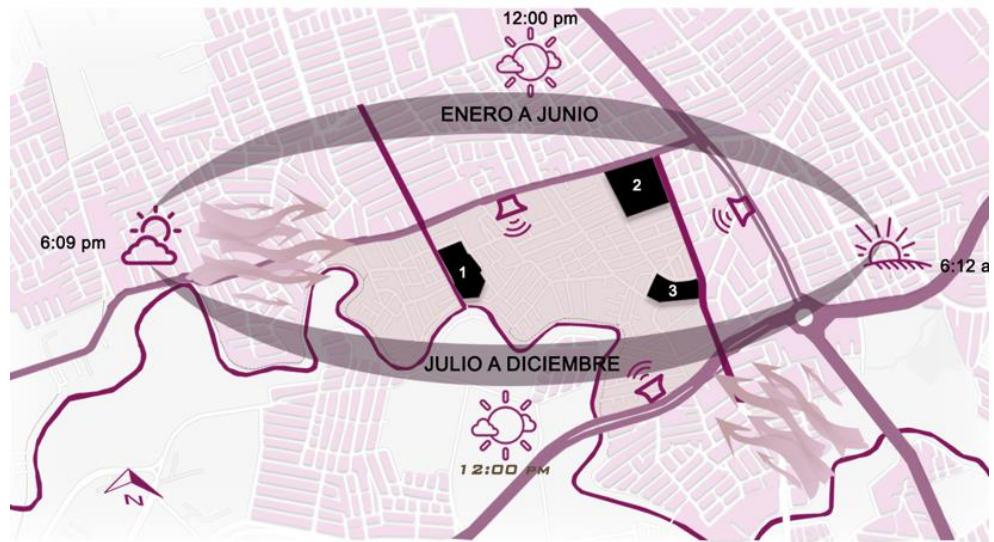 12:00 pm
ENERO A JUNIO
2
6:09 pm
1
6:12 a
3
JULIO A DICIEMBRE
12:00 PM
N